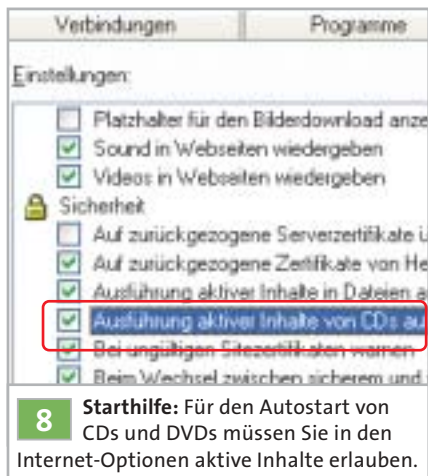 Verbindungen Programme
Einstellungen:
Platzhalter für den Bilderdownload anze
Sound in Webseiten wiedergeben
Videos in Webseiten wiedergeben
Sicherheit
Auf zurückgezogene Serverzertifikate ü
Auf zurückgezogene Zertifikate von He
Ausführung aktiver Inhalte in Dateien a
Ausführung aktiver Inhalte von CDs au
Bei ungültigen Sitezertifikaten warnen
Beim Wechsel zwischen sicherem und
8 Starthilfe: Für den Autostart von
CDs und DVDs müssen Sie in den
Internet-Optionen aktive Inhalte erlauben.